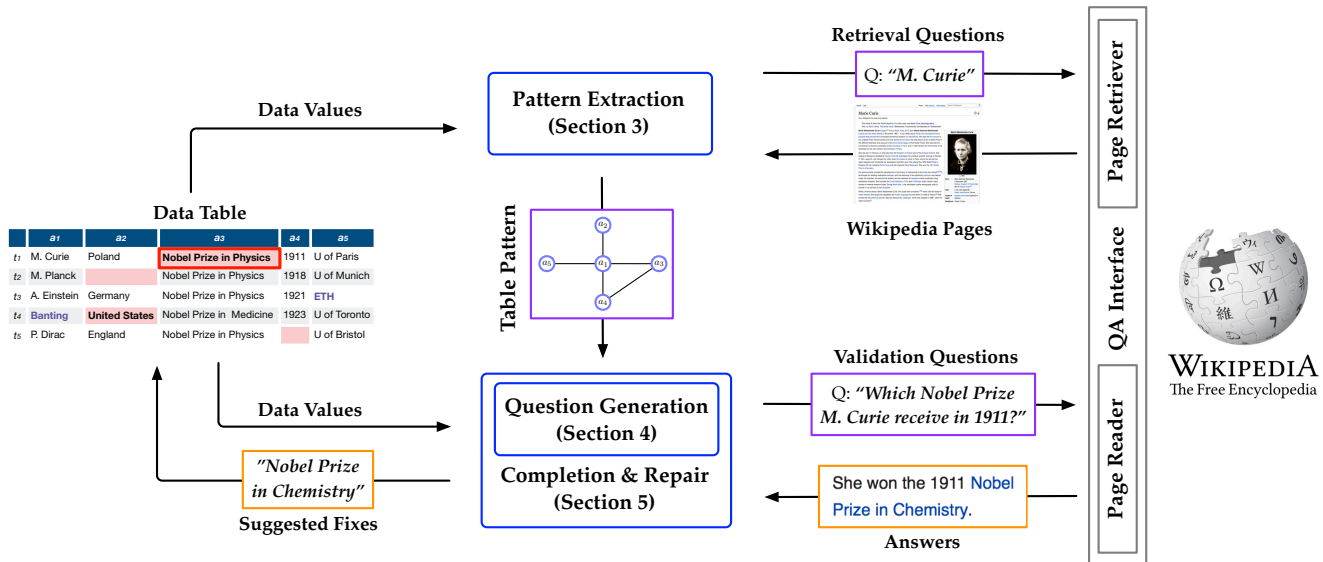 Retrieval Questions
Q: “M. Curie”
Data Values
Pattern Extraction
(Section 3)
Marie Curie
Wikipedia Pages
Page Retriever
QA Interface
Page Reader
Data Table
a1 a2 a3 a4 a5
t1 M. Curie Poland Nobel Prize in Physics 1911 U of Paris
t2 M. Planck Nobel Prize in Physics 1918 U of Munich
t3 A. Einstein Germany Nobel Prize in Physics 1921 ETH
t4 Banting United States Nobel Prize in Medicine 1923 U of Toronto
t5 P. Dirac England Nobel Prize in Physics U of Bristol
Table Pattern
a2
a5 a1 a3
a4
WIKIPEDIA
The Free Encyclopedia
Data Values
Question Generation
(Section 4)
Completion & Repair
(Section 5)
Validation Questions
Q: “Which Nobel Prize
M. Curie receive in 1911?”
”Nobel Prize
in Chemistry”
Suggested Fixes
She won the 1911 Nobel
Prize in Chemistry.
Answers